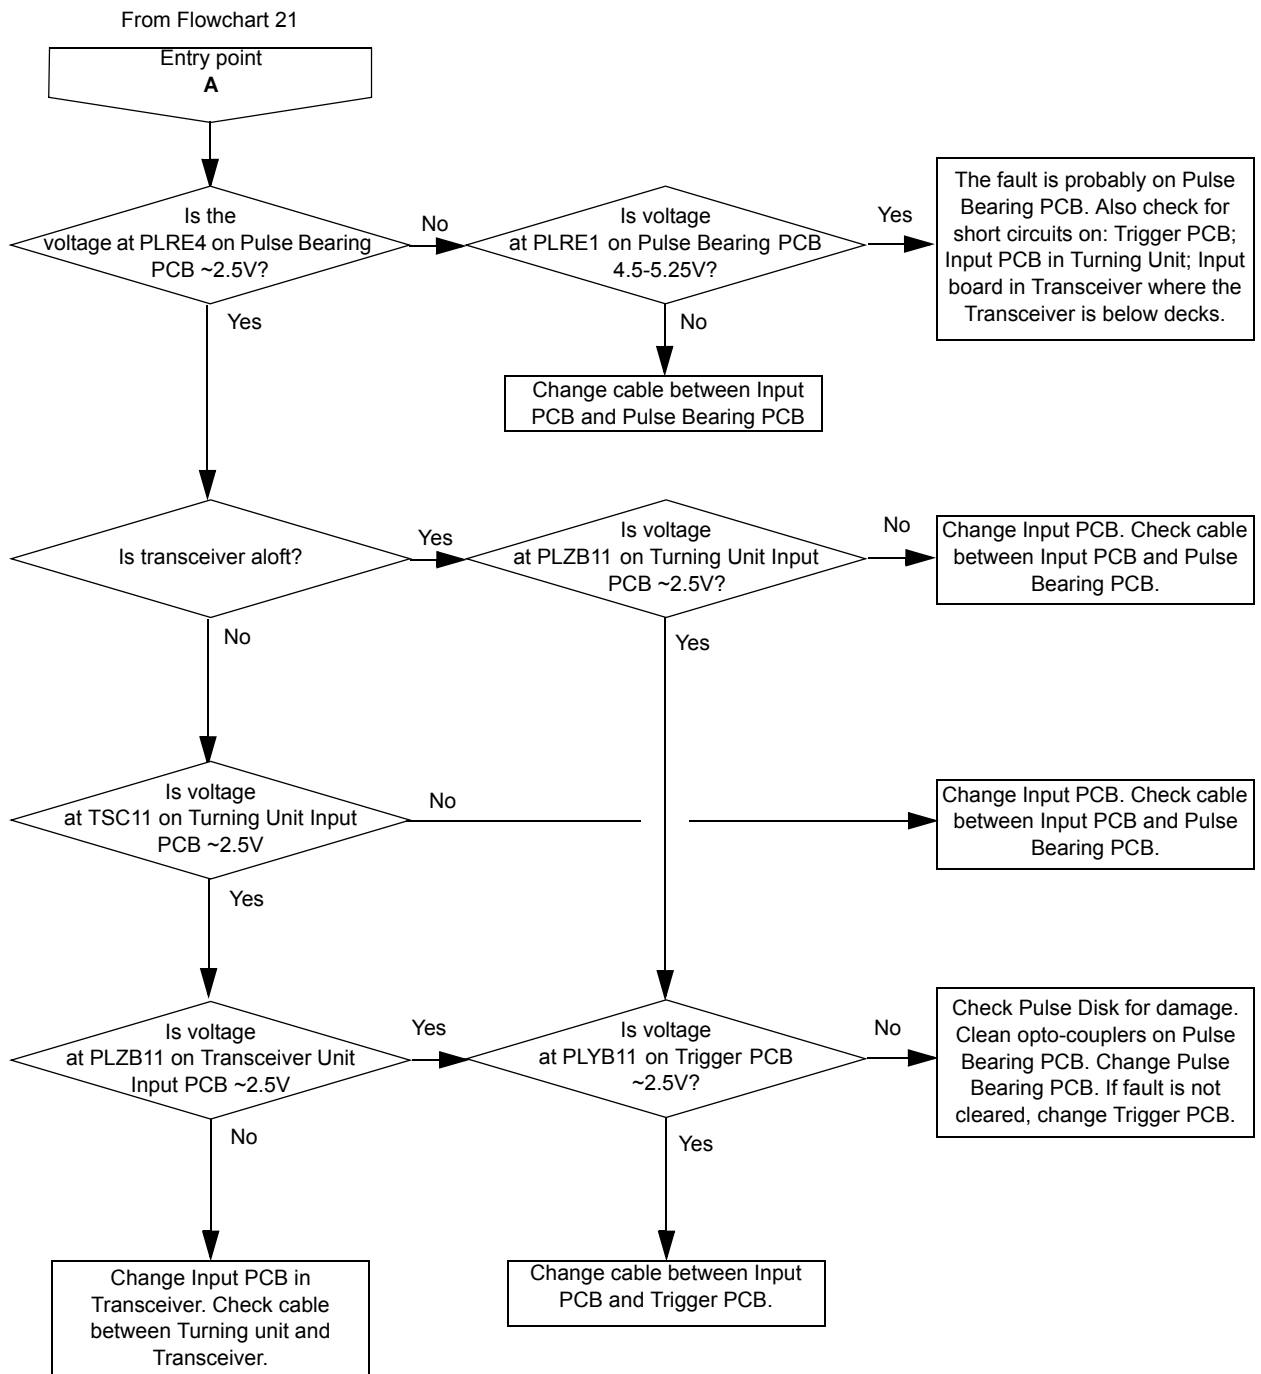 From Flowchart 21
Entry point
A
Is the
voltage at PLRE4 on Pulse Bearing
PCB ~2.5V?
No
Is voltage
at PLRE1 on Pulse Bearing PCB
4.5-5.25V?
Yes
The fault is probably on Pulse
Bearing PCB. Also check for
short circuits on: Trigger PCB;
Input PCB in Turning Unit; Input
board in Transceiver where the
Transceiver is below decks.
Yes
No
Change cable between Input
PCB and Pulse Bearing PCB
Is transceiver aloft?
Yes
Is voltage
at PLZB11 on Turning Unit Input
PCB ~2.5V?
No
Change Input PCB. Check cable
between Input PCB and Pulse
Bearing PCB.
No
Yes
Is voltage
at TSC11 on Turning Unit Input
PCB ~2.5V
No
Change Input PCB. Check cable
between Input PCB and Pulse
Bearing PCB.
Yes
Is voltage
at PLZB11 on Transceiver Unit
Input PCB ~2.5V
Yes
Is voltage
at PLYB11 on Trigger PCB
~2.5V?
No
Check Pulse Disk for damage.
Clean opto-couplers on Pulse
Bearing PCB. Change Pulse
Bearing PCB. If fault is not
cleared, change Trigger PCB.
No
Yes
Change Input PCB in
Transceiver. Check cable
between Turning unit and
Transceiver.
Change cable between Input
PCB and Trigger PCB.